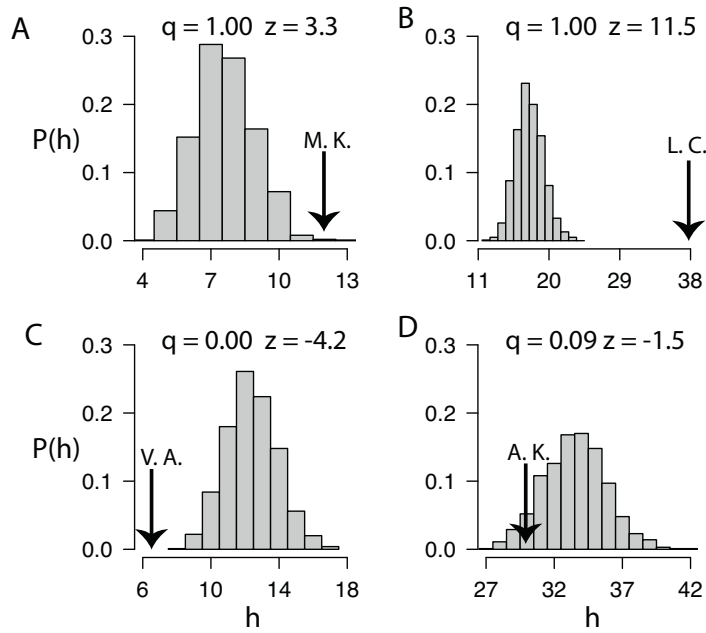 A
q = 1.00 z = 3.3
0.3
0.2
P(h)
M. K.
0.1
0.0
4 7 10 13
B
q = 1.00 z = 11.5
0.3
0.2
L. C.
0.1
0.0
11 20 29 38
C
q = 0.00 z = -4.2
0.3
0.2
P(h)
V. A.
0.1
0.0
6 10 14 18
h
D
q = 0.09 z = -1.5
0.3
0.2
A. K.
0.1
0.0
27 32 37 42
h